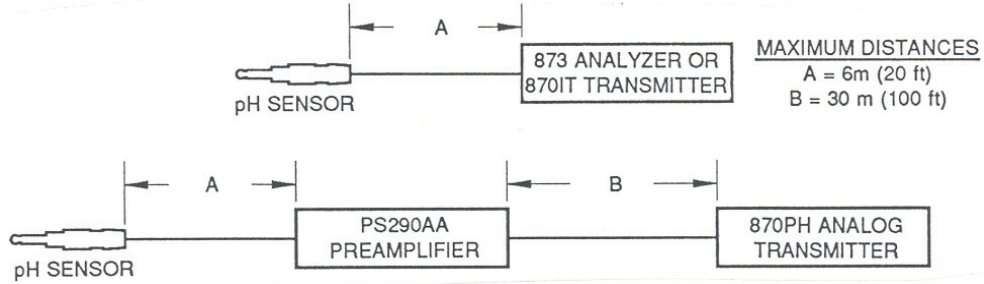 A
873 ANALYZER OR
870IT TRANSMITTER
pH SENSOR
MAXIMUM DISTANCES
A = 6m (20 ft)
B = 30 m (100 ft)
A
B
PS290AA
PREAMPLIFIER
870PH ANALOG
TRANSMITTER
pH SENSOR